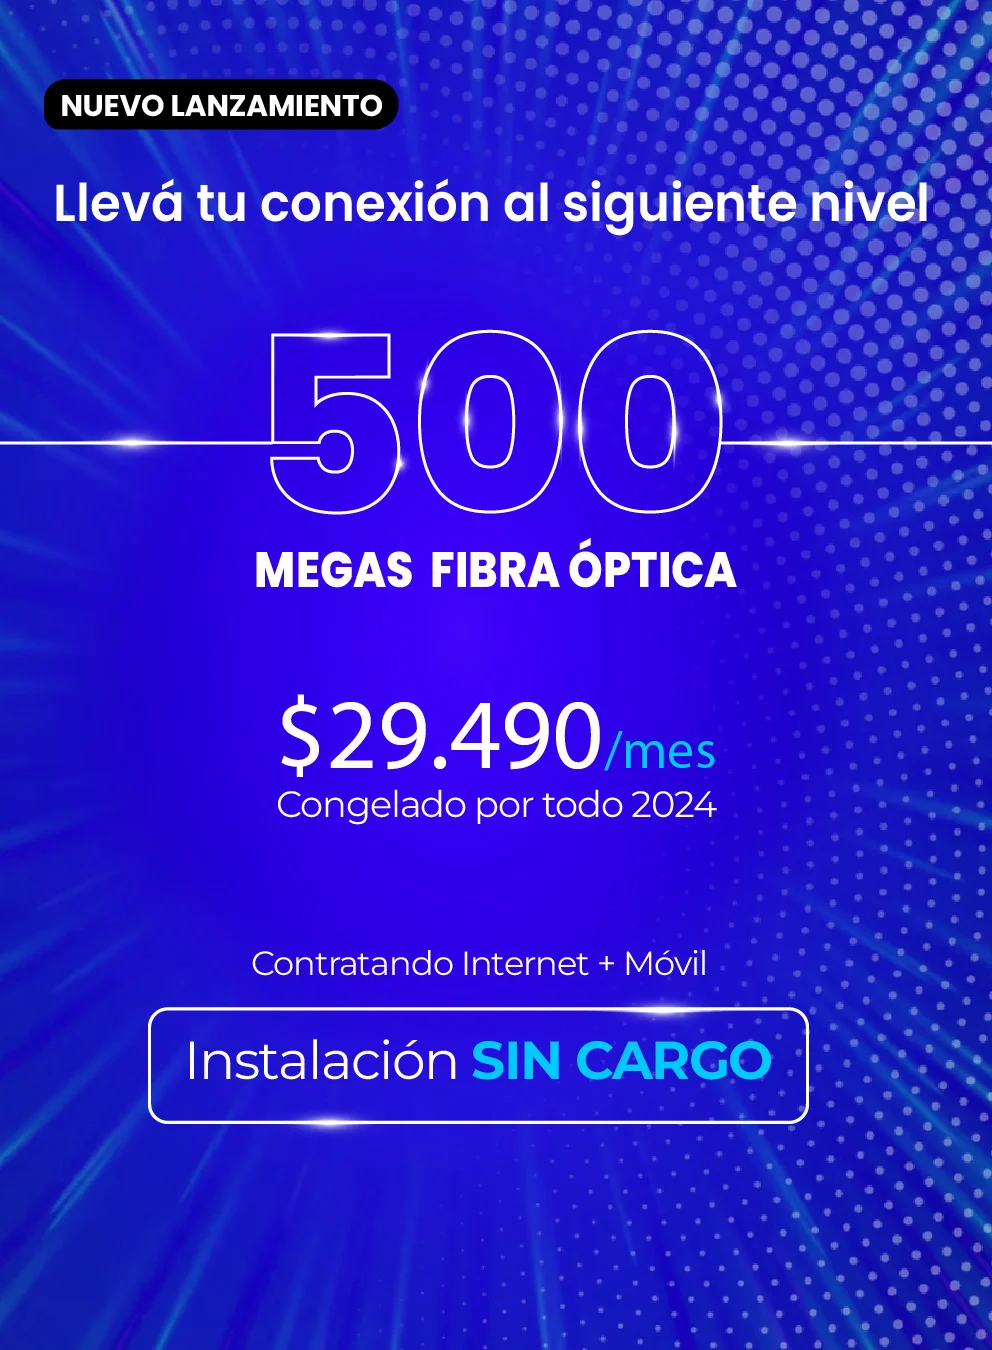 NUEVO LANZAMIENTO
Llevá tu conexión al siguiente nivel
500
MEGAS FIBRA ÓPTICA
$29.490/mes
Congelado por todo 2024
Contratando Internet + Móvil
Instalación SIN CARGO